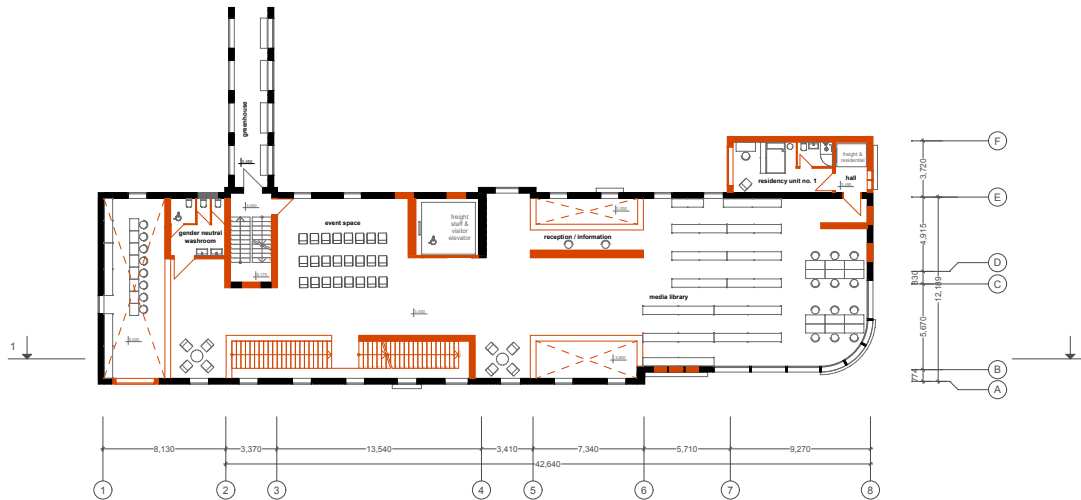 greenhouse
F
3,720
freight &
residential
residency unit no. 1
hall
E
event space
freight
staff &
visitor
elevator
gender neutral
washroom
reception / information
4,915
D
830
C
12,189
media library
5,670
1
B
774
A
8,130
3,370
13,540
3,410
7,340
5,710
9,270
42,640
1
2
3
4
5
6
7
8